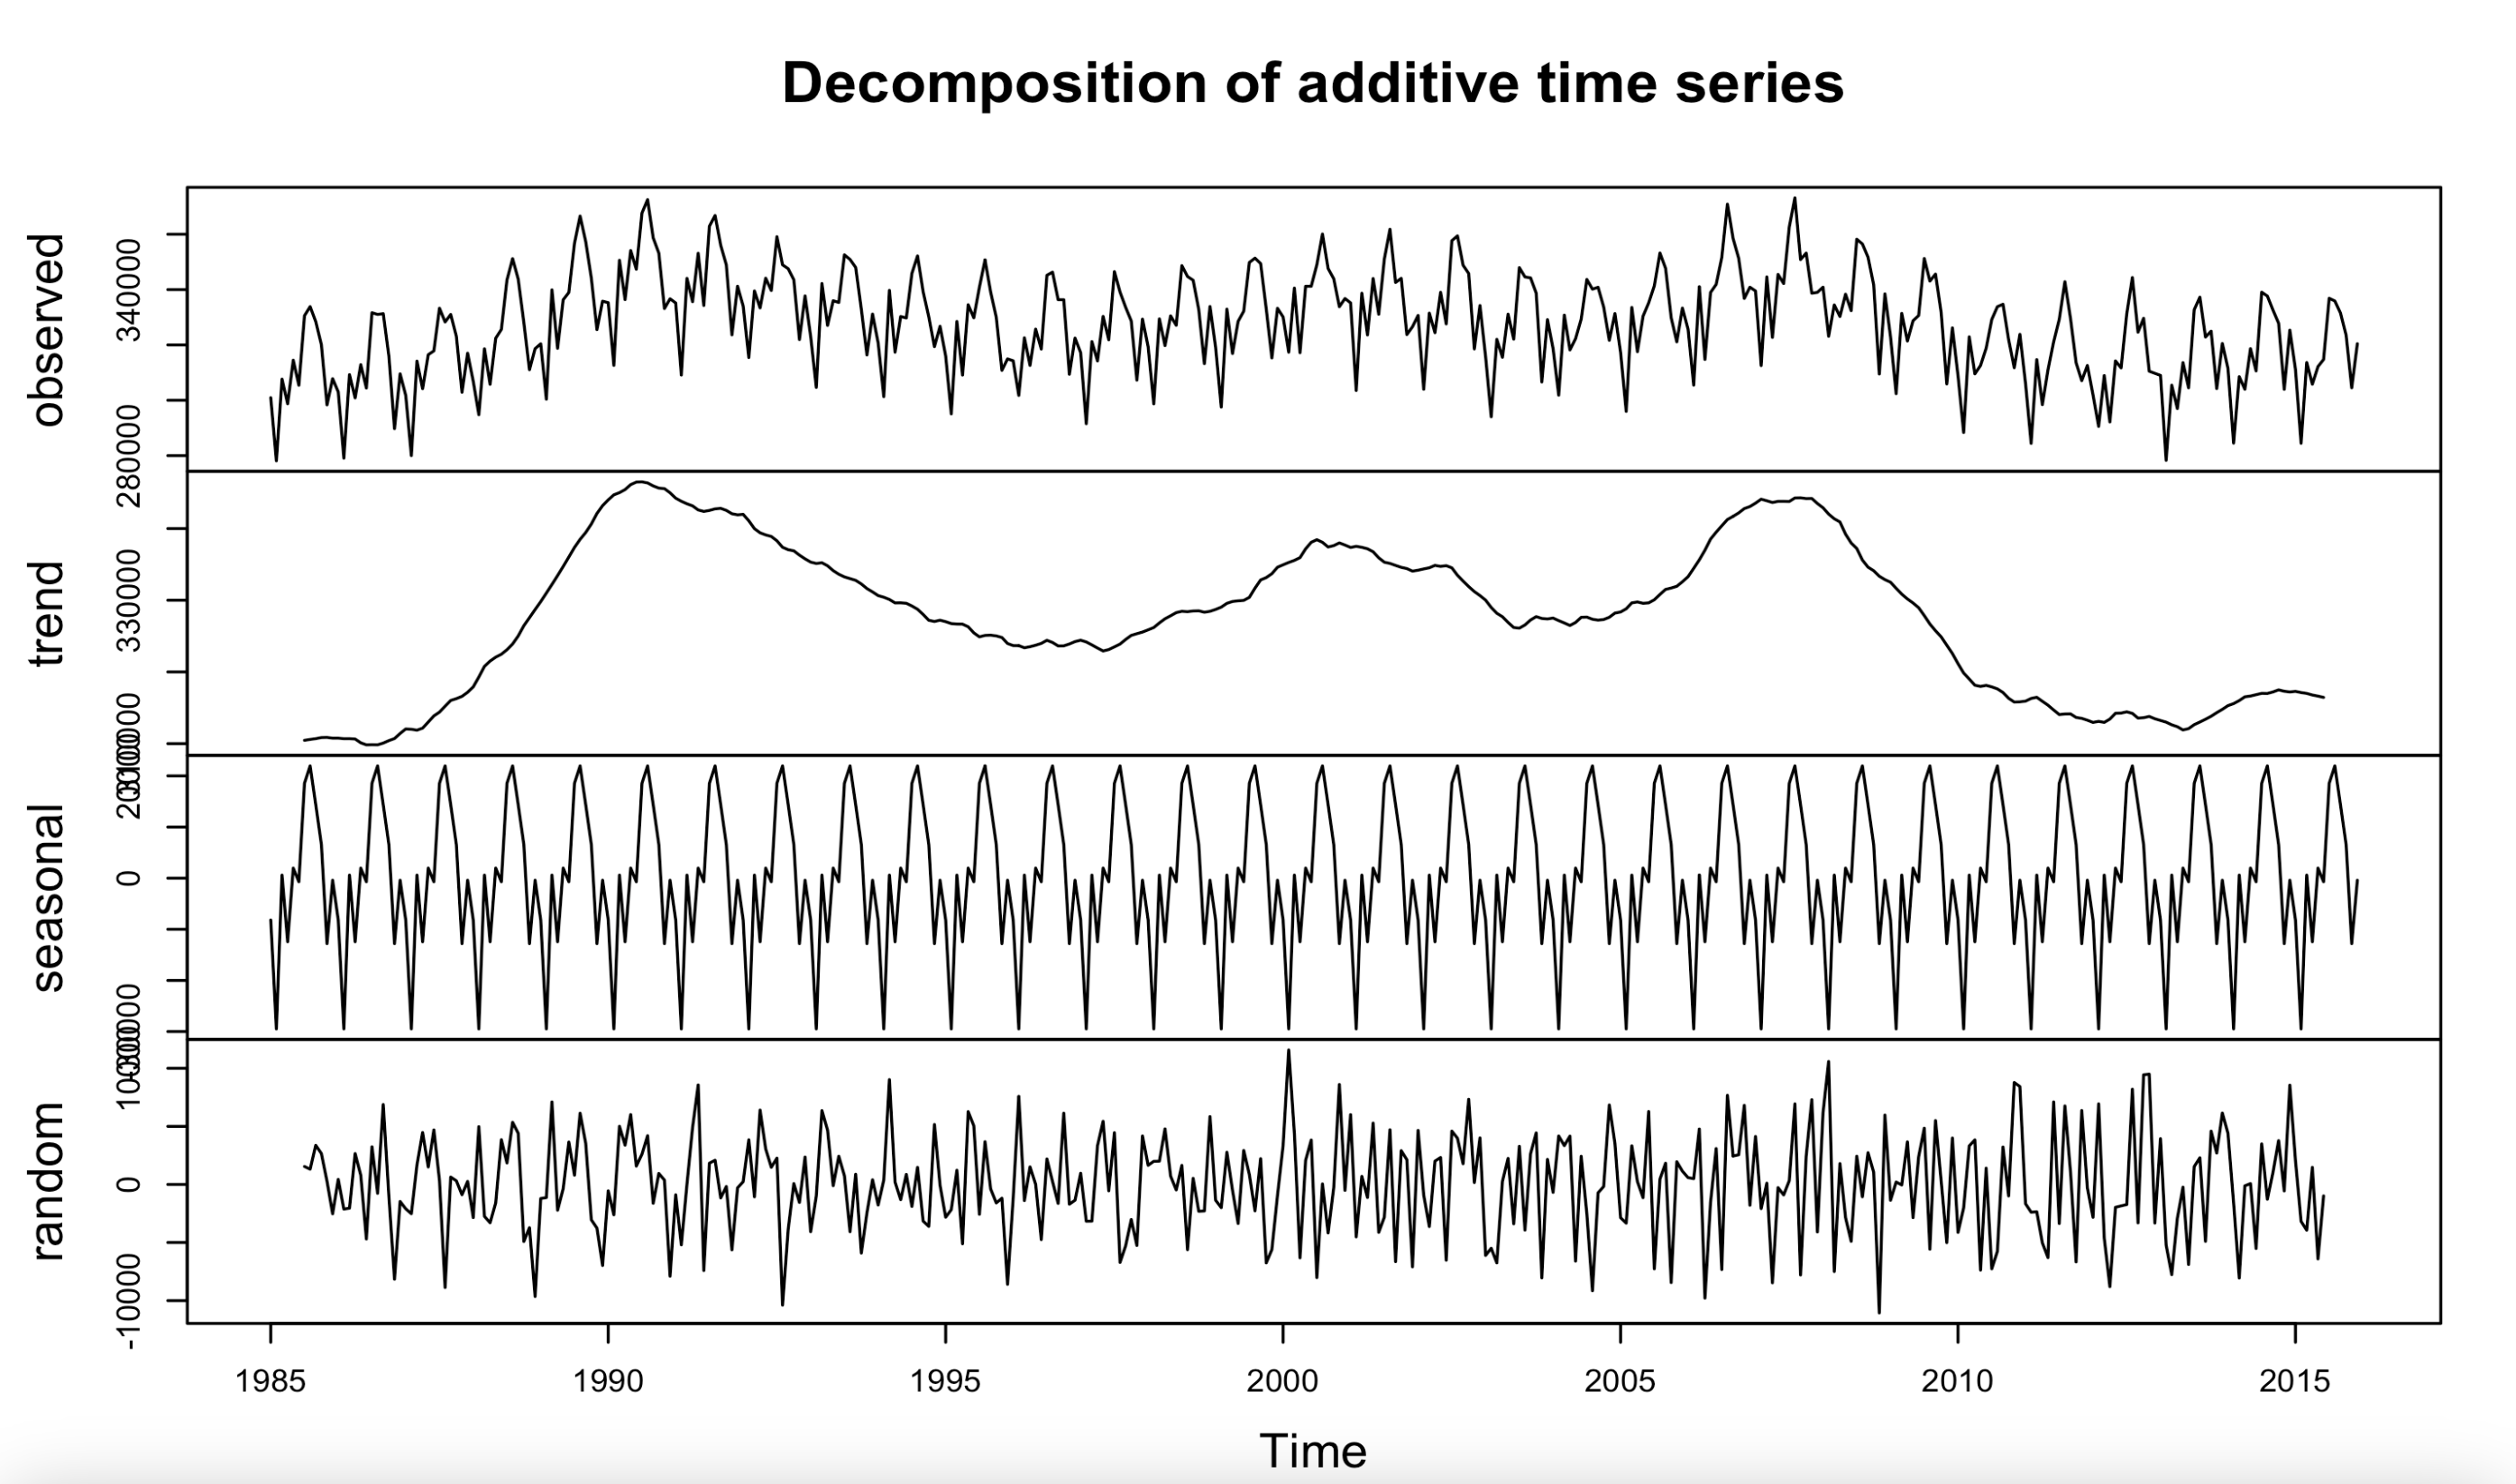 Decomposition of additive time series
observed
340000
280000
trend
330000
seasonal
0
random
0
-10000
1985 1990 1995 2000 2005 2010 2015
Time